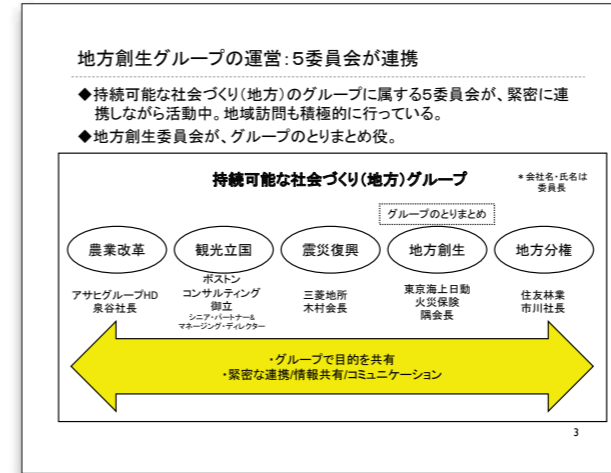 地方創生グループの運営：５委員会が連携
◆持続可能な社会づくり（地方）のグループに属する５委員会が、緊密に連
携しながら活動中。地域訪問も積極的に行っている。
◆地方創生委員会が、グループのとりまとめ役。
持続可能な社会づくり（地方）グループ
＊会社名・氏名は
委員長
グループのとりまとめ
農業改革
観光立国
震災復興
地方創生
地方分権
アサヒグループHD
泉谷社長
ボストン
コンサルティング
御立
シニア・パートナー&
マネージング・ディレクター
三菱地所
木村会長
東京海上日動
火災保険
隅会長
住友林業
市川社長
・グループで目的を共有
・緊密な連携/情報共有/コミュニケーション
3